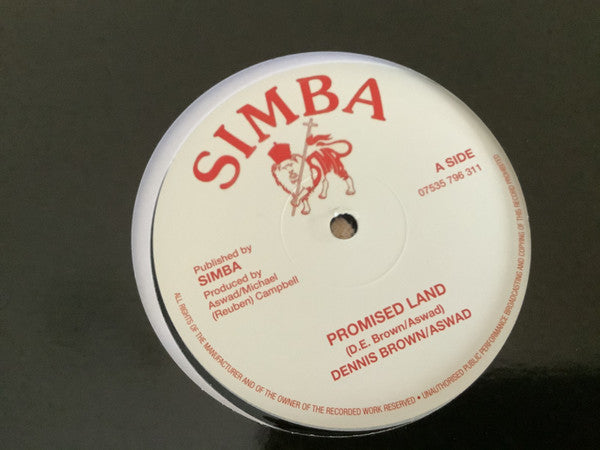 SIMBA
A SIDE
07535 796 311
Published by
SIMBA
Produced by
Aswad/Michael
(Reuben) Campbell
PROMISED LAND
(D.E. Brown/Aswad)
DENNIS BROWN/ASWAD
ALL RIGHTS OF THE MANUFACTURER AND OF THE OWNER OF THE RECORDED WORK RESERVED • UNAUTHORISED PUBLIC PERFORMANCE BROADCASTING AND COPYING OF THIS RECORD PROHIBITED